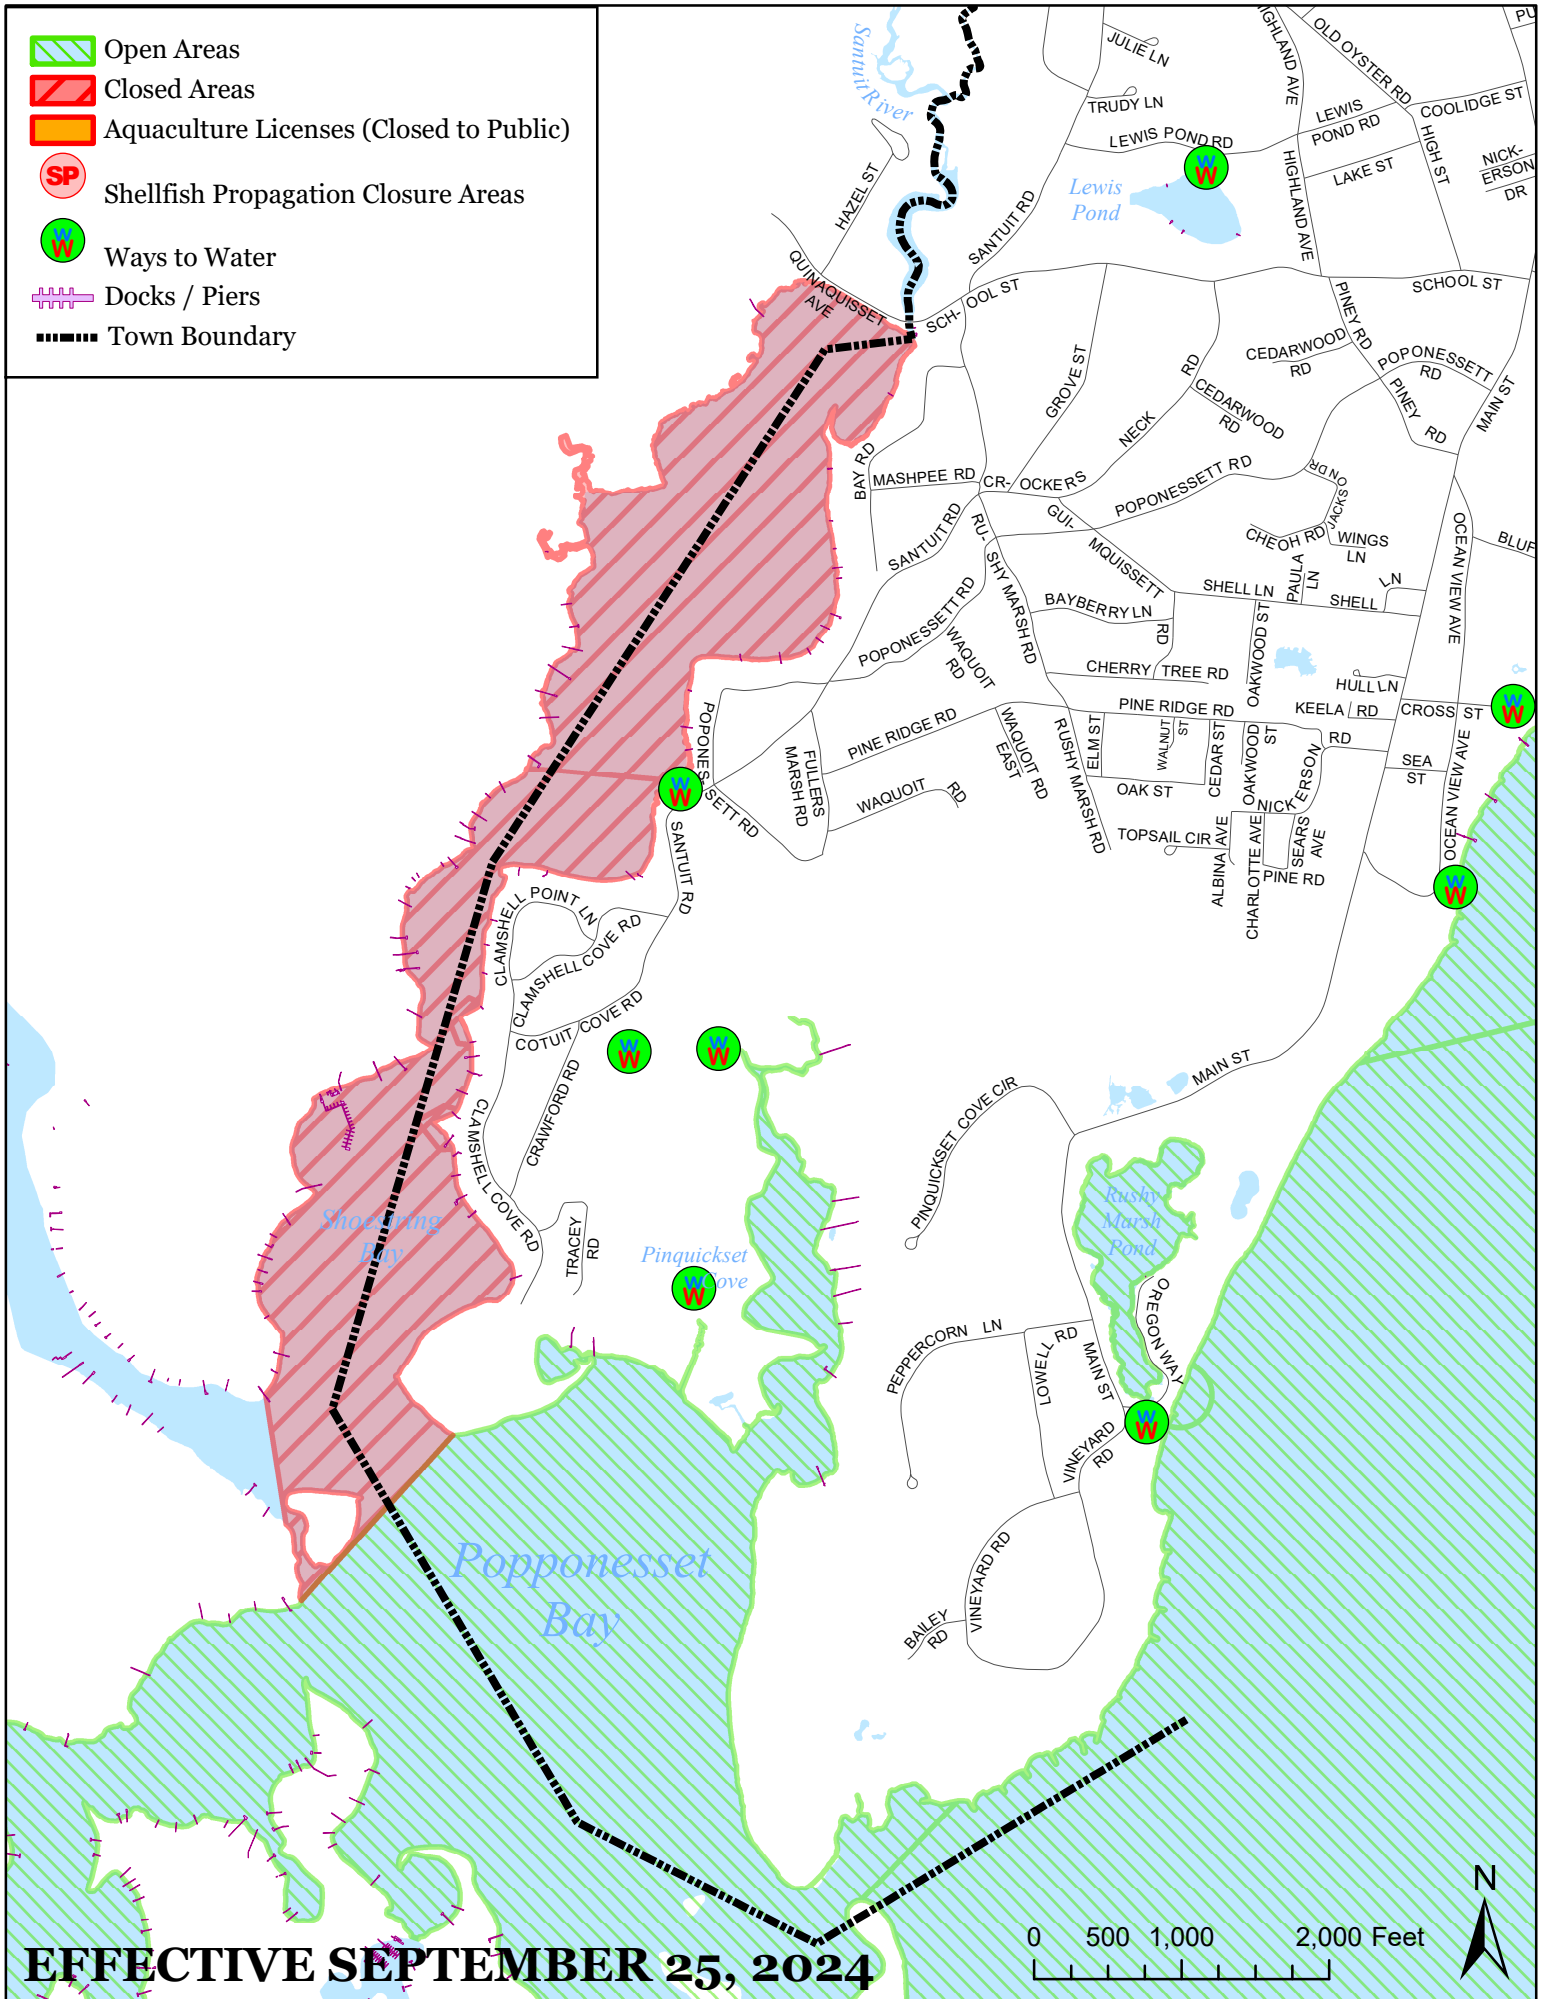 Open Areas
Closed Areas
Aquaculture Licenses (Closed to Public)
SP
Shellfish Propagation Closure Areas
W
W
Ways to Water
Docks / Piers
Town Boundary
Santuit River
JULIE LN
TRUDY LN
LEWIS POND RD
HIGHLAND AVE
OLD OYSTER RD
PU
COOLIDGE ST
LEWIS
POND RD
LAKE ST
HIGH ST
NICK-
ERSON
DR
HIGHLAND AVE
W
W
Lewis
Pond
HAZEL ST
SANTUIT RD
QUINAQUISSET
AVE
SCH-
OOL ST
SCHOOL ST
PINEY RD
CEDARWOOD
RD
POPONESSETT
RD
MAIN ST
PINEY
RD
GROVE ST
RD
NECK
CEDARWOOD
RD
BAY RD
MASHPEE RD
CR-
OCKERS
POPONESSETT RD
JACKSON DR
SANTUIT RD
RU-
SHY MARSH RD
GUI-
MQUISSETT
RD
CHEOH RD
WINGS
LN
PAULA
LN
OCEAN VIEW AVE
BLUF
SHELL LN
SHELL
LN
BAYBERRY LN
POPONESSETT RD
WAQUOIT
RD
CHERRY
TREE RD
OAKWOOD ST
HULL LN
KEELA
RD
CROSS
ST
W
W
PINE RIDGE RD
PINE RIDGE RD
RD
POPONES-
SETT RD
FULLERS
MARSH RD
WAQUOIT RD
EAST
RUSHY MARSH RD
ELM ST
WALNUT
ST
CEDAR ST
OAKWOOD
ST
SEA
ST
OCEAN VIEW AVE
WAQUOIT
RD
OAK ST
NICK
ERSON
W
W
TOPSAIL CIR
ALBINA AVE
CHARLOTTE AVE
SEARS
AVE
PINE RD
W
W
SANTUIT RD
CLAMSHELL
POINT LN
CLAMSHELL COVE RD
COTUIT
COVE RD
CRAWFORD RD
W
W
W
W
CLAMSHELL COVE RD
TRACEY
RD
MAIN ST
PINQUICKSET COVE CIR
Rushy
Marsh
Pond
Shoestring
Bay
Pinquickset
Cove
W
W
OREGON WAY
PEPPERCORN
LN
LOWELL
RD
MAIN ST
W
W
VINEYARD
RD
VINEYARD RD
BAILEY
RD
Popponesset
Bay
N
0
500
1,000
2,000 Feet
EFFECTIVE SEPTEMBER 25, 2024